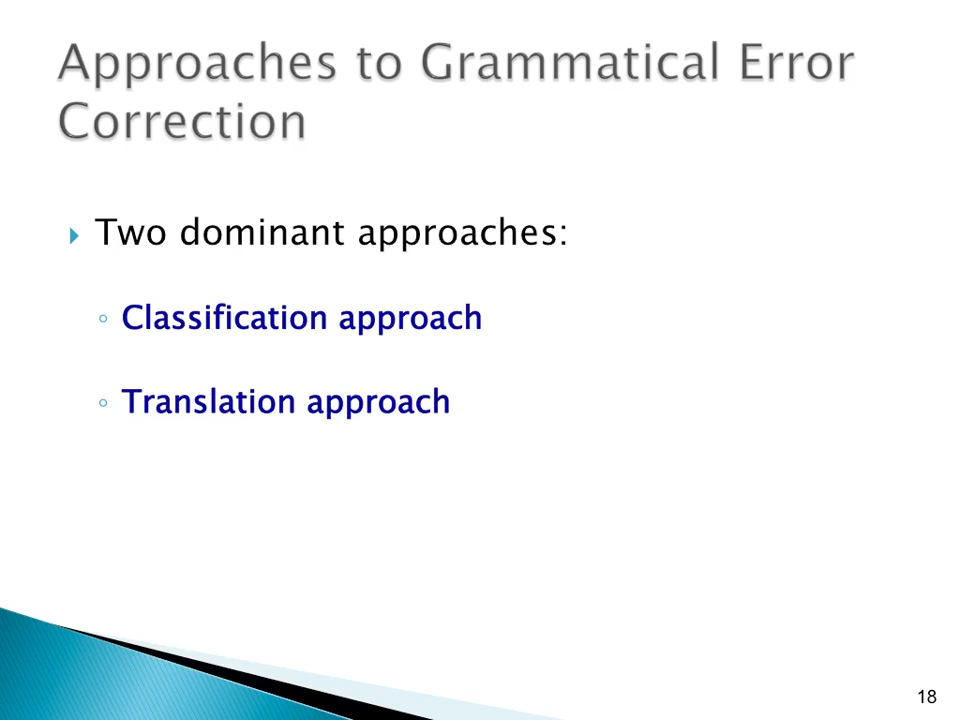 Approaches to Grammatical Error
Correction
Two dominant approaches:
Classification approach
Translation approach
18